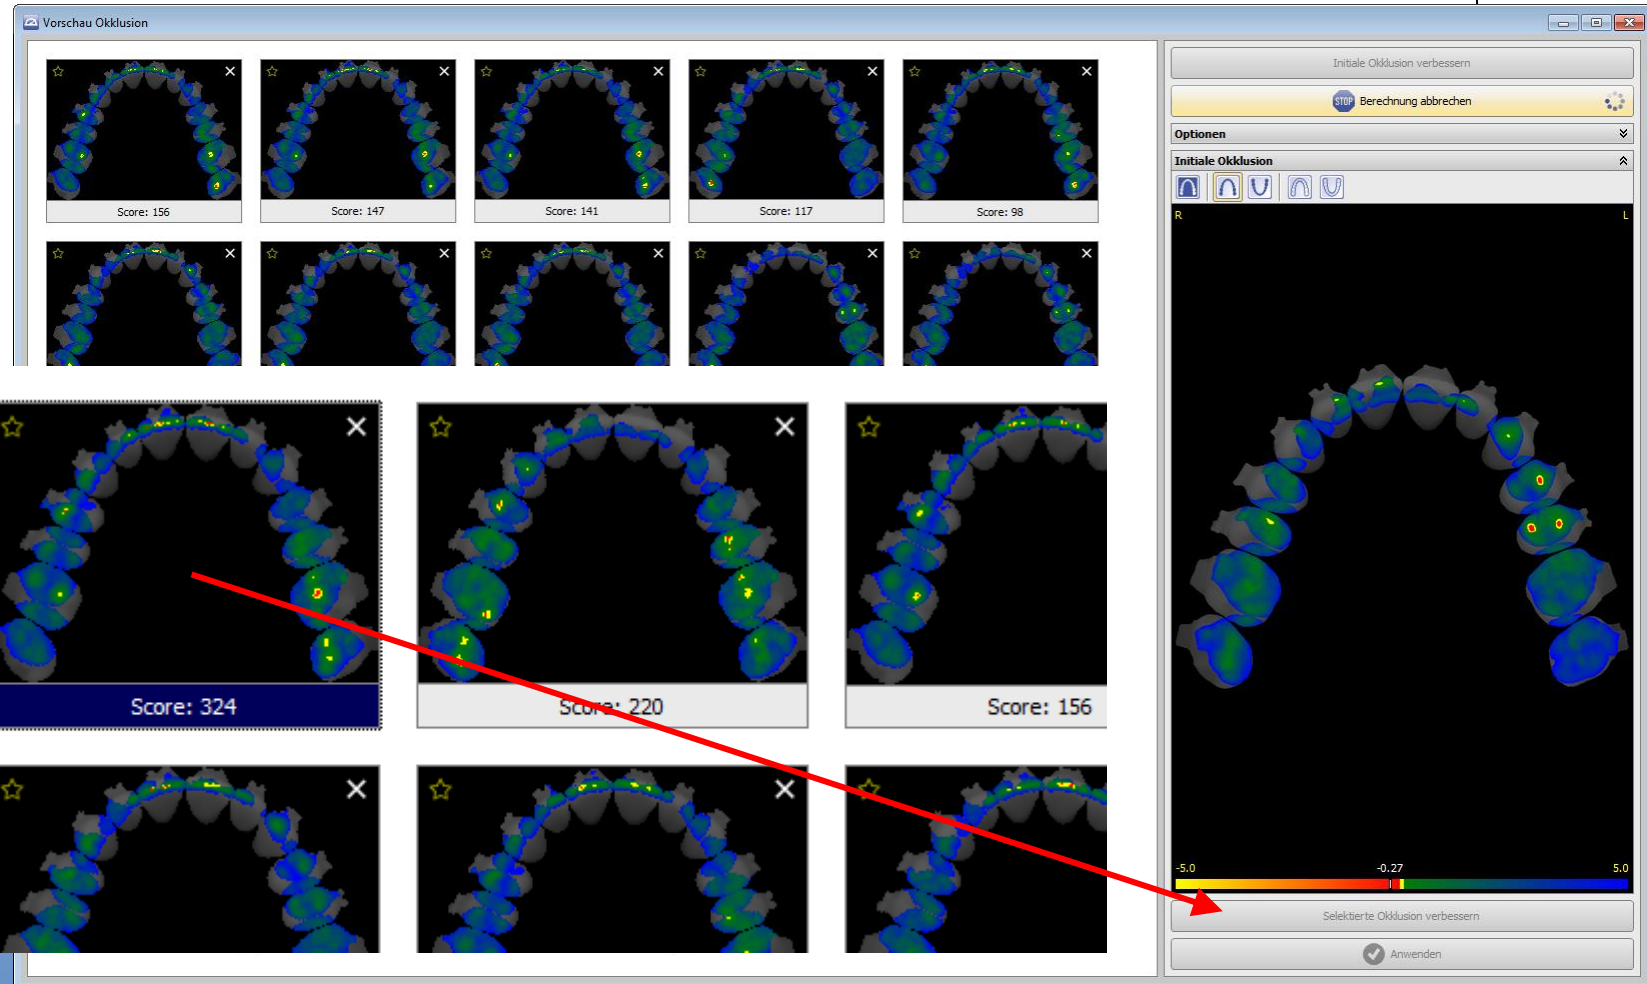 Vorschau Okklusion
Score: 156
Score: 147
Score: 141
Score: 117
Score: 98
Score: 324
Score: 220
Score: 156
Initiale Okklusion verbessern
STOP Berechnung abbrechen
Optionen
Initiale Okklusion
R L
-5.0 -0.27 5.0
Selektierte Okklusion verbessern
Anwenden